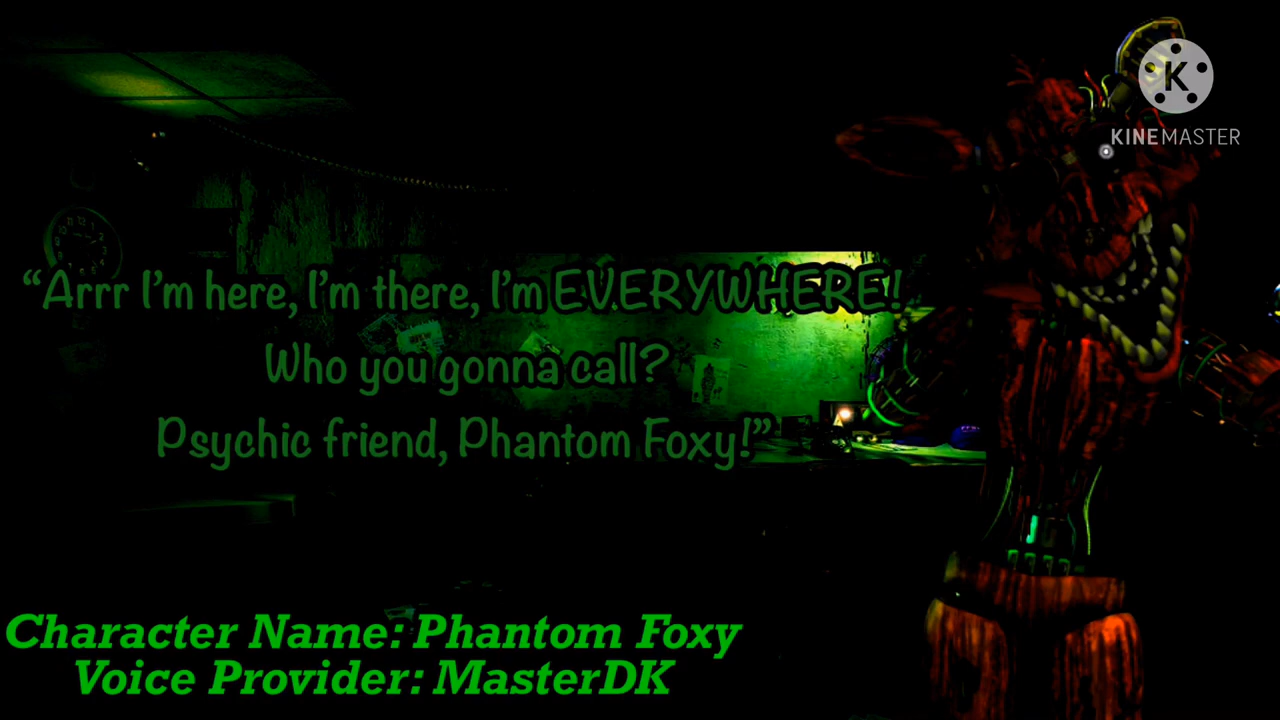 K
KINEMASTER
“Arrr I'm here, I'm there, I'm EVERYWHERE!
Who you gonna call?
Psychic friend, Phantom Foxy!”
Character Name: Phantom Foxy
Voice Provider: MasterDK